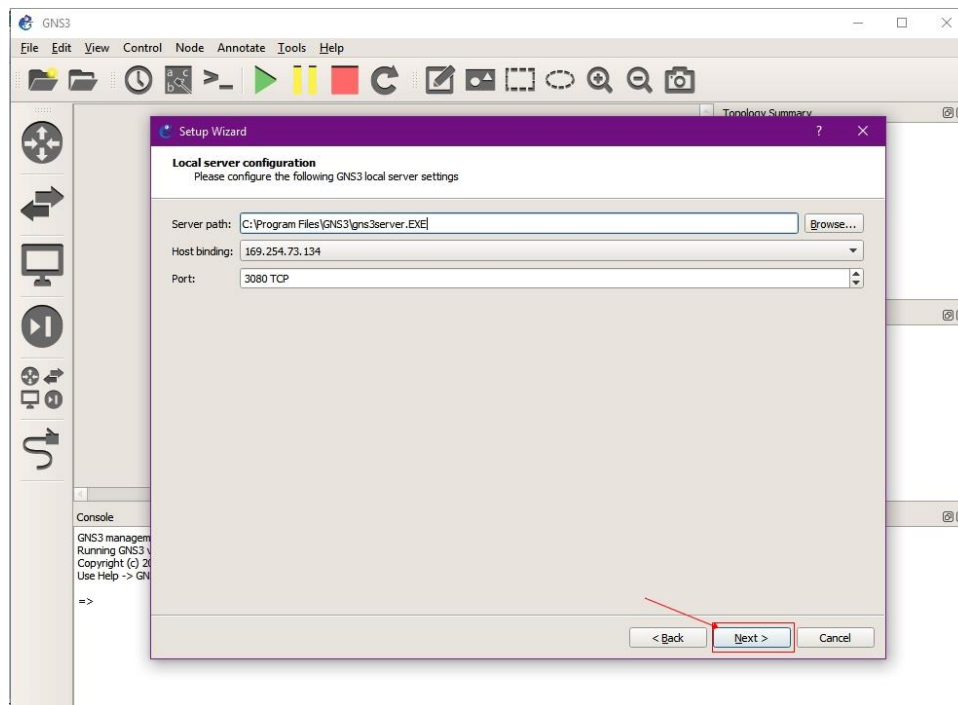 GNS3
File Edit View Control Node Annotate Tools Help
Topology Summary
Setup Wizard
Local server configuration
Please configure the following GNS3 local server settings
Server path: C:\Program Files\GNS3\gns3server.EXE Browse...
Host binding: 169.254.73.134
Port: 3080 TCP
Console
GNS3 managem
Running GNS3 v
Copyright (c) 20
Use Help -> GN
=>
< Back Next > Cancel